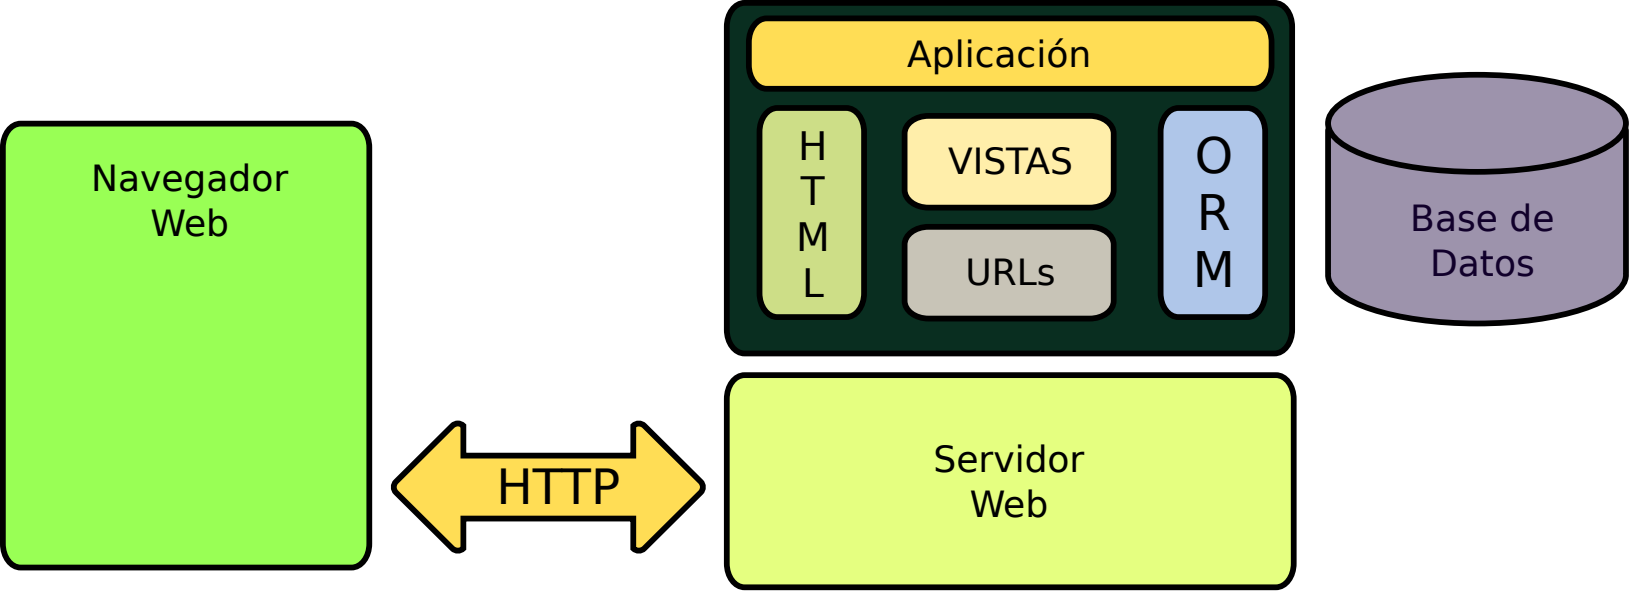 Navegador
Web
HTTP
Aplicación
H
T
M
L
VISTAS
URLs
O
R
M
Servidor
Web
Base de
Datos